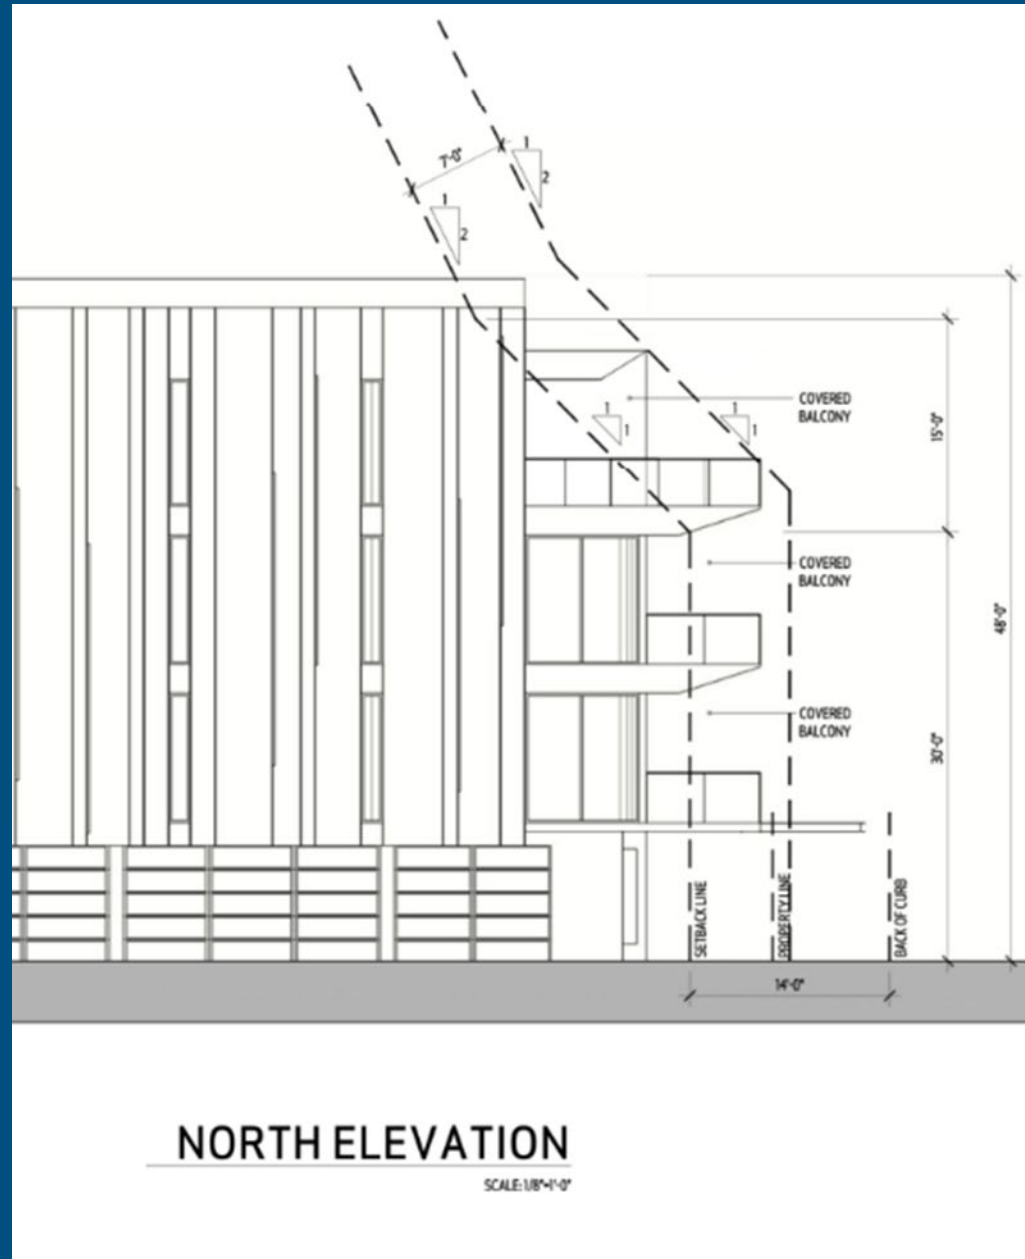 7'-0"
1
2
1
2
COVERED
BALCONY
1
1
1
1
15'-0"
COVERED
BALCONY
48'-0"
COVERED
BALCONY
30'-0"
SETBACK LINE
PROPERTY LINE
BACK OF CURB
14'-0"
NORTH ELEVATION
SCALE: 1/8"=1'-0"